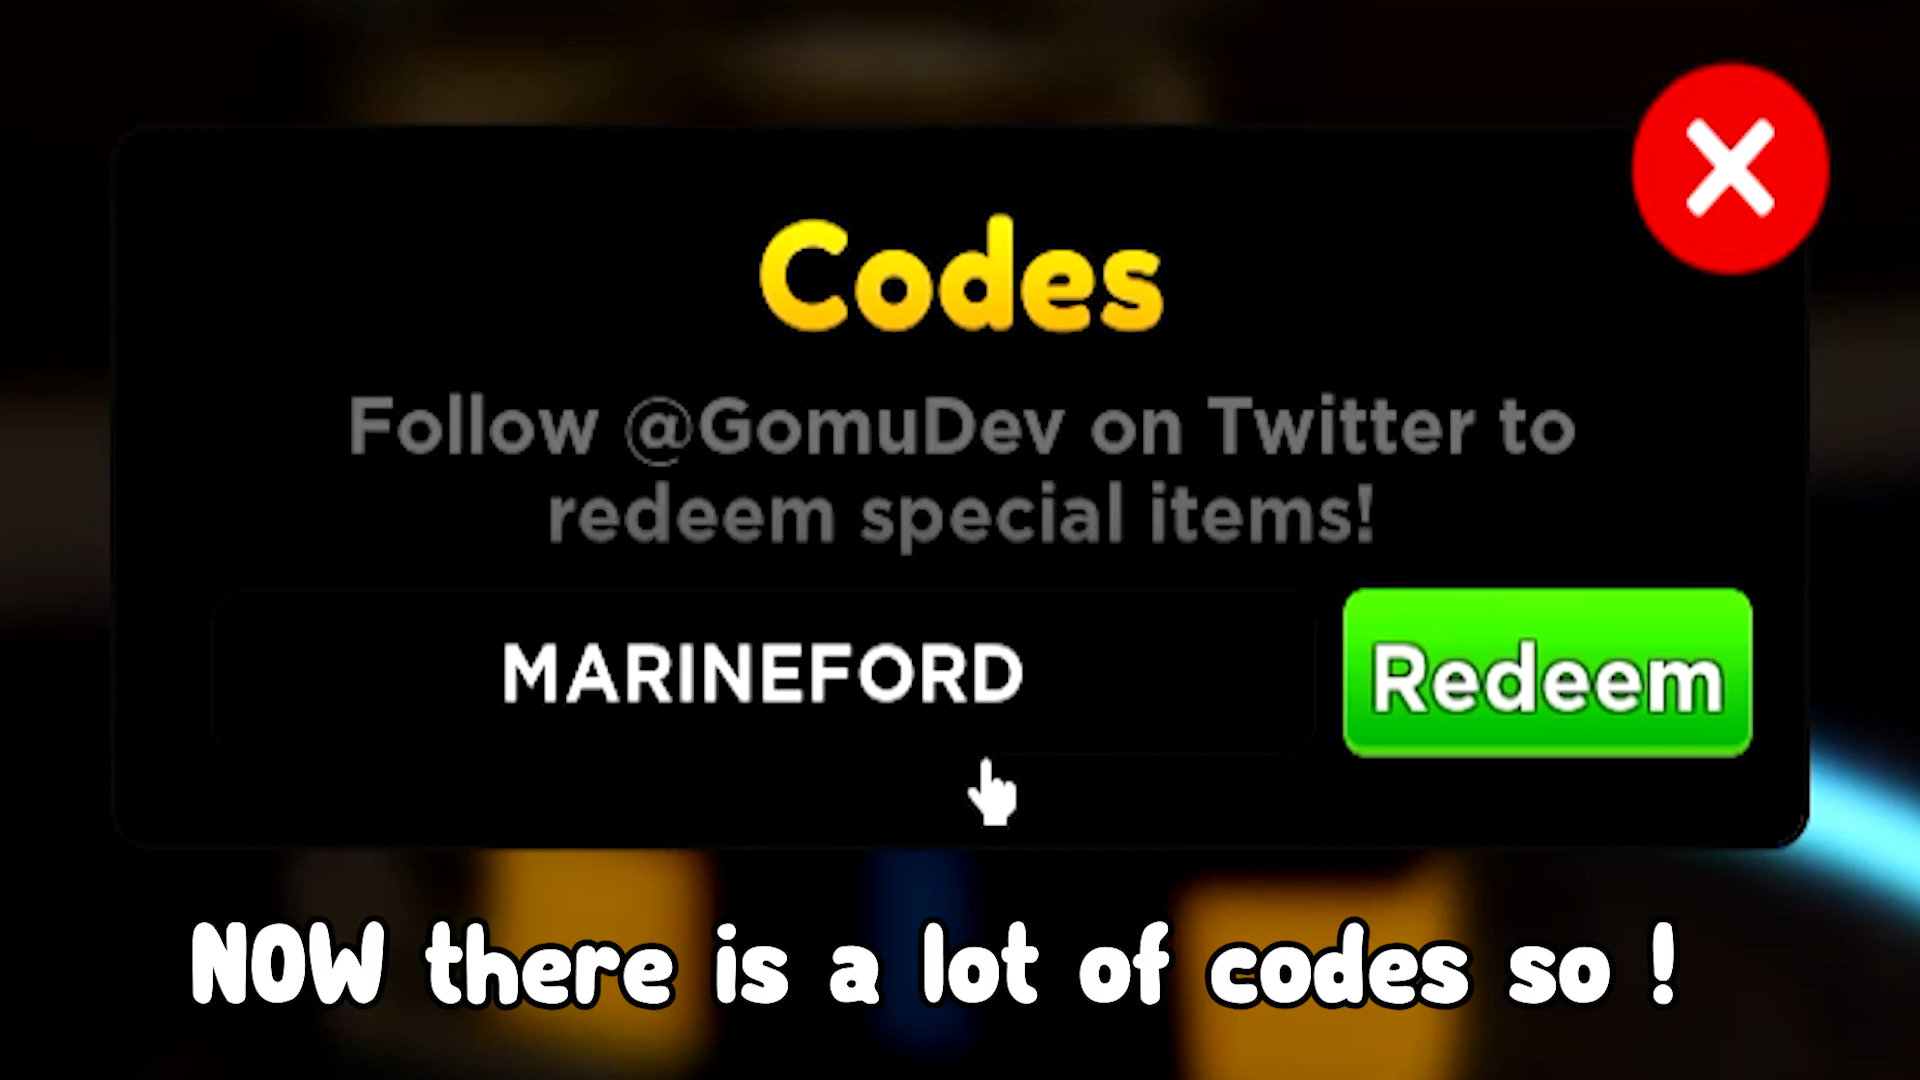 Codes
Follow @GomuDev on Twitter to
redeem special items!
MARINEFORD
Redeem
NOW there is a lot of codes so !